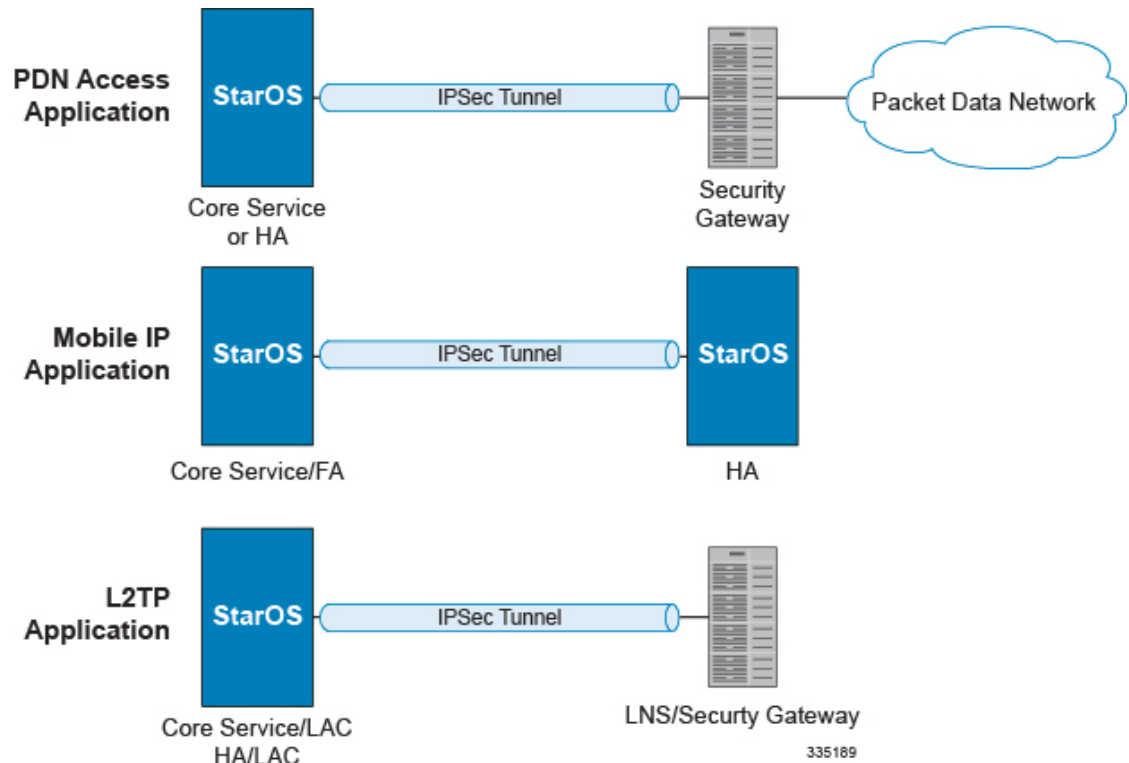 PDN Access
Application
StarOS
IPSec Tunnel
Packet Data Network
Core Service
or HA
Security
Gateway
Mobile IP
Application
StarOS
IPSec Tunnel
StarOS
Core Service/FA
HA
L2TP
Application
StarOS
IPSec Tunnel
Core Service/LAC
HA/LAC
LNS/Securty Gateway
335189